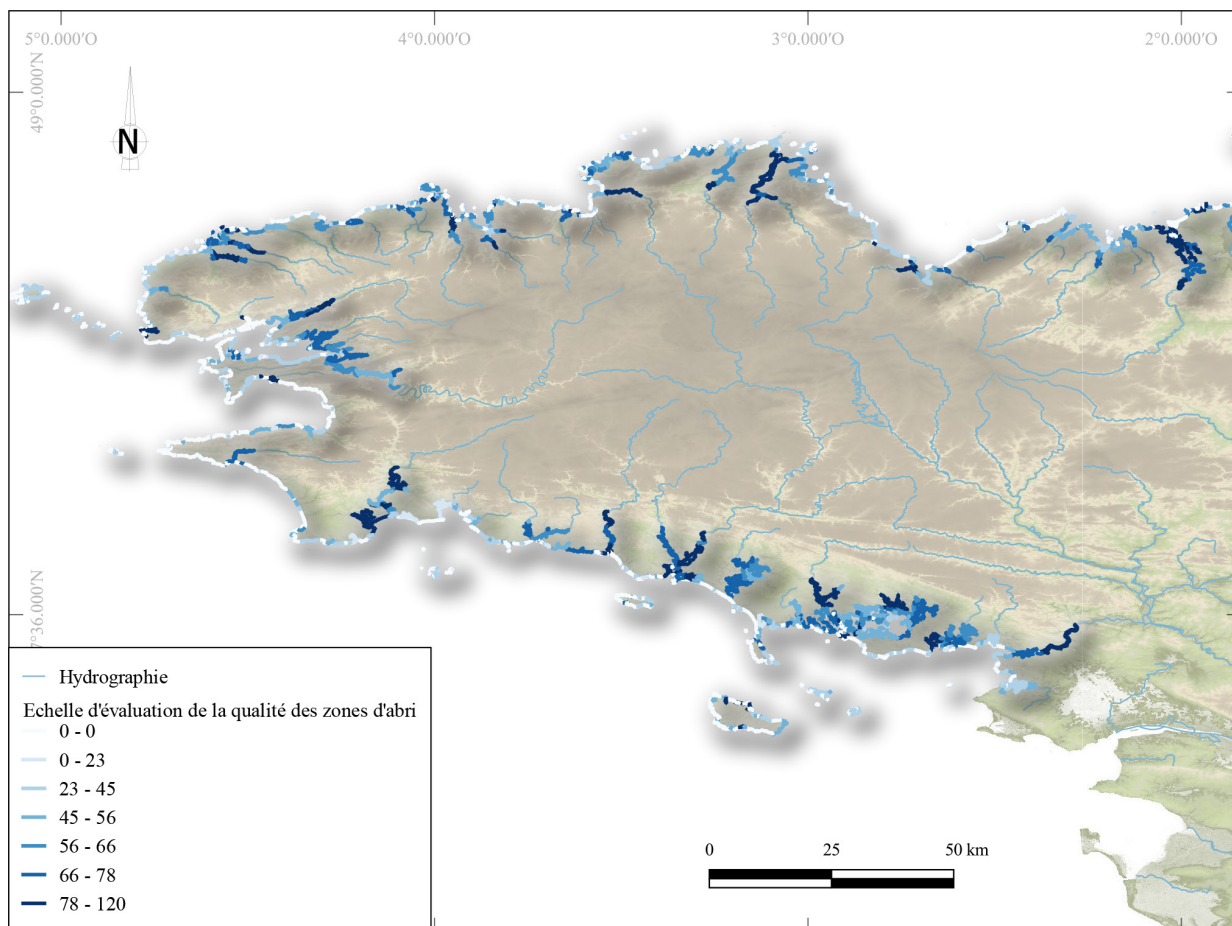 5°0.000′O
4°0.000′O
3°0.000′O
2°0.000′O
49°0.000′N
N
7°36.000′N
Hydrographie
Echelle d'évaluation de la qualité des zones d'abri
0 - 0
0 - 23
23 - 45
45 - 56
56 - 66
66 - 78
78 - 120
0 25 50 km